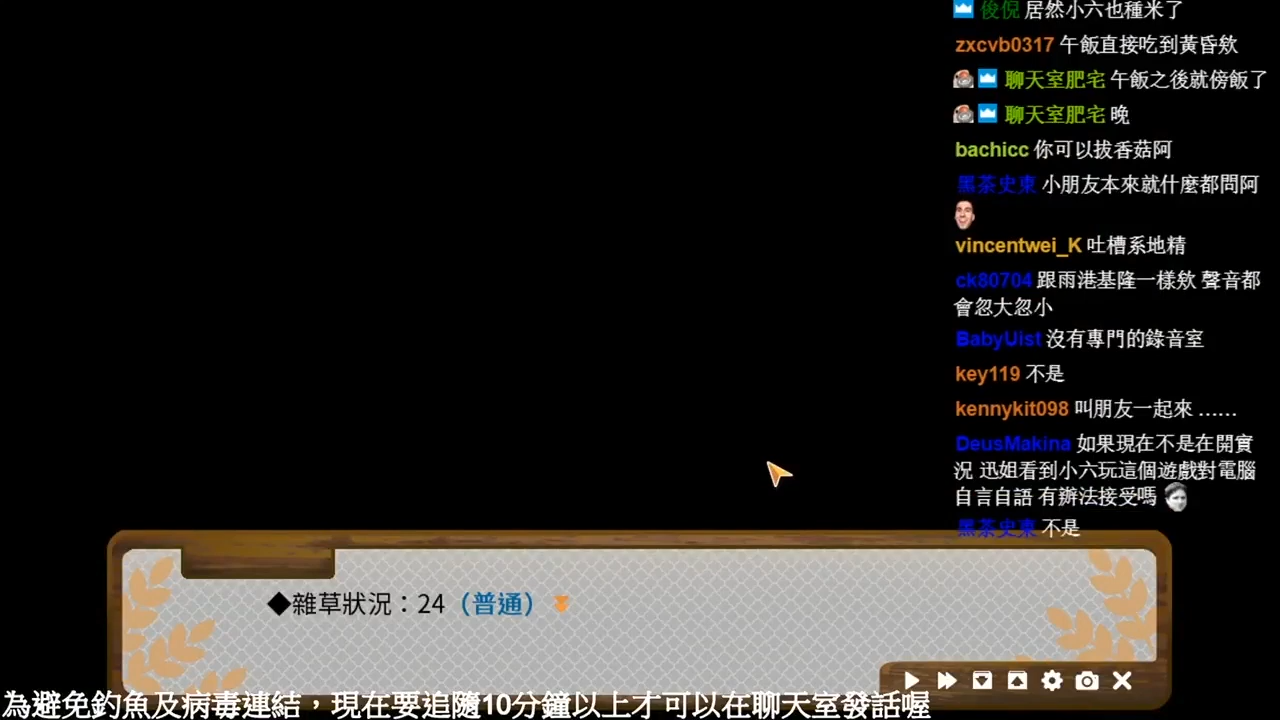 俊倪 居然小六也種米了
zxcvb0317 午飯直接吃到黃昏欸
聊天室肥宅 午飯之後就傍飯了
聊天室肥宅 晚
bachicc 你可以拔香菇阿
黑茶史東 小朋友本來就什麼都問阿
vincentwei_K 吐槽系地精
ck80704 跟雨港基隆一樣欸 聲音都
會忽大忽小
BabyUist 沒有專門的錄音室
key119 不是
kennykit098 叫朋友一起來 ......
DeusMakina 如果現在不是在開實
況 迅姐看到小六玩這個遊戲對電腦
自言自語 有辦法接受嗎
黑茶史東 不是
◆雜草狀況：24（普通）
為避免釣魚及病毒連結，現在要追隨10分鐘以上才可以在聊天室發話喔